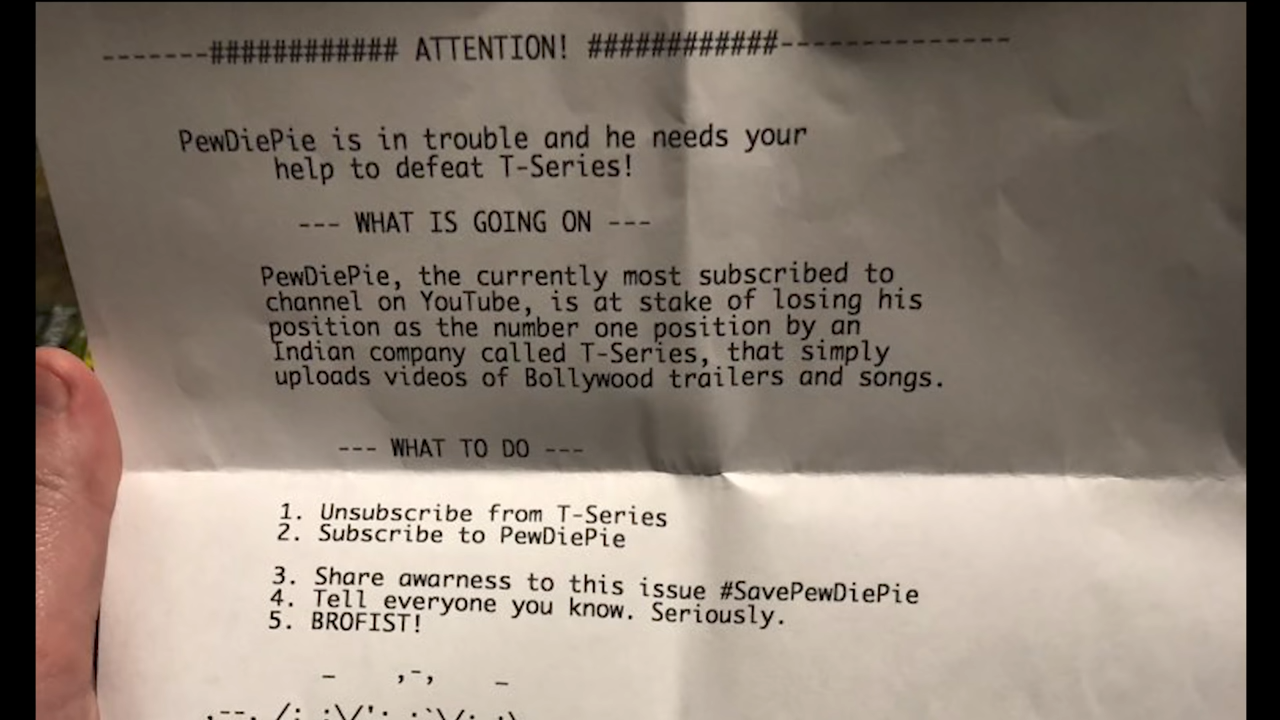 -------############ ATTENTION! ############--------------
PewDiePie is in trouble and he needs your
help to defeat T-Series!
--- WHAT IS GOING ON ---
PewDiePie, the currently most subscribed to
channel on YouTube, is at stake of losing his
position as the number one position by an
Indian company called T-Series, that simply
uploads videos of Bollywood trailers and songs.
--- WHAT TO DO ---
1. Unsubscribe from T-Series
2. Subscribe to PewDiePie
3. Share awarness to this issue #SavePewDiePie
4. Tell everyone you know. Seriously.
5. BROFIST!